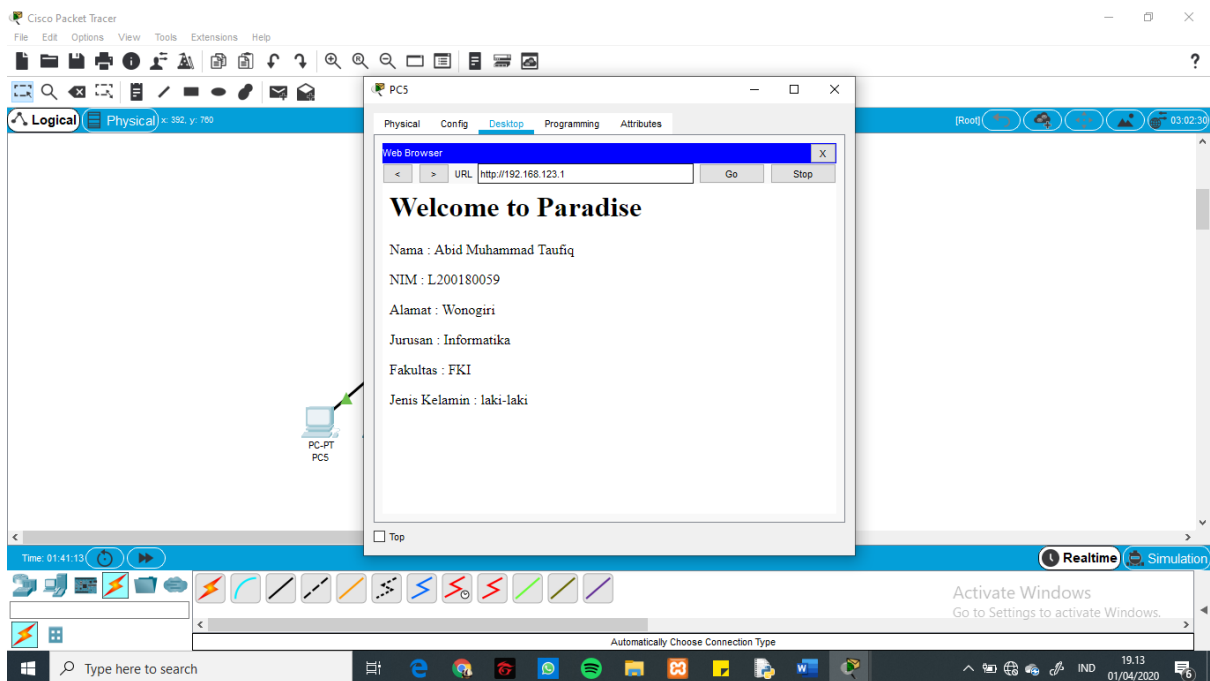 Cisco Packet Tracer
File Edit Options View Tools Extensions Help
?
PC5
Logical Physical x: 392, y: 760
[Root] 03:02:30
Physical Config Desktop Programming Attributes
Web Browser X
< > URL http://192.168.123.1 Go Stop
Welcome to Paradise
Nama : Abid Muhammad Taufiq
NIM : L200180059
Alamat : Wonogiri
Jurusan : Informatika
Fakultas : FKI
Jenis Kelamin : laki-laki
PC-PT
PC5
Top
Time: 01:41:13
Realtime Simulation
Activate Windows
Go to Settings to activate Windows.
Automatically Choose Connection Type
Type here to search
IND
19.13
01/04/2020
6